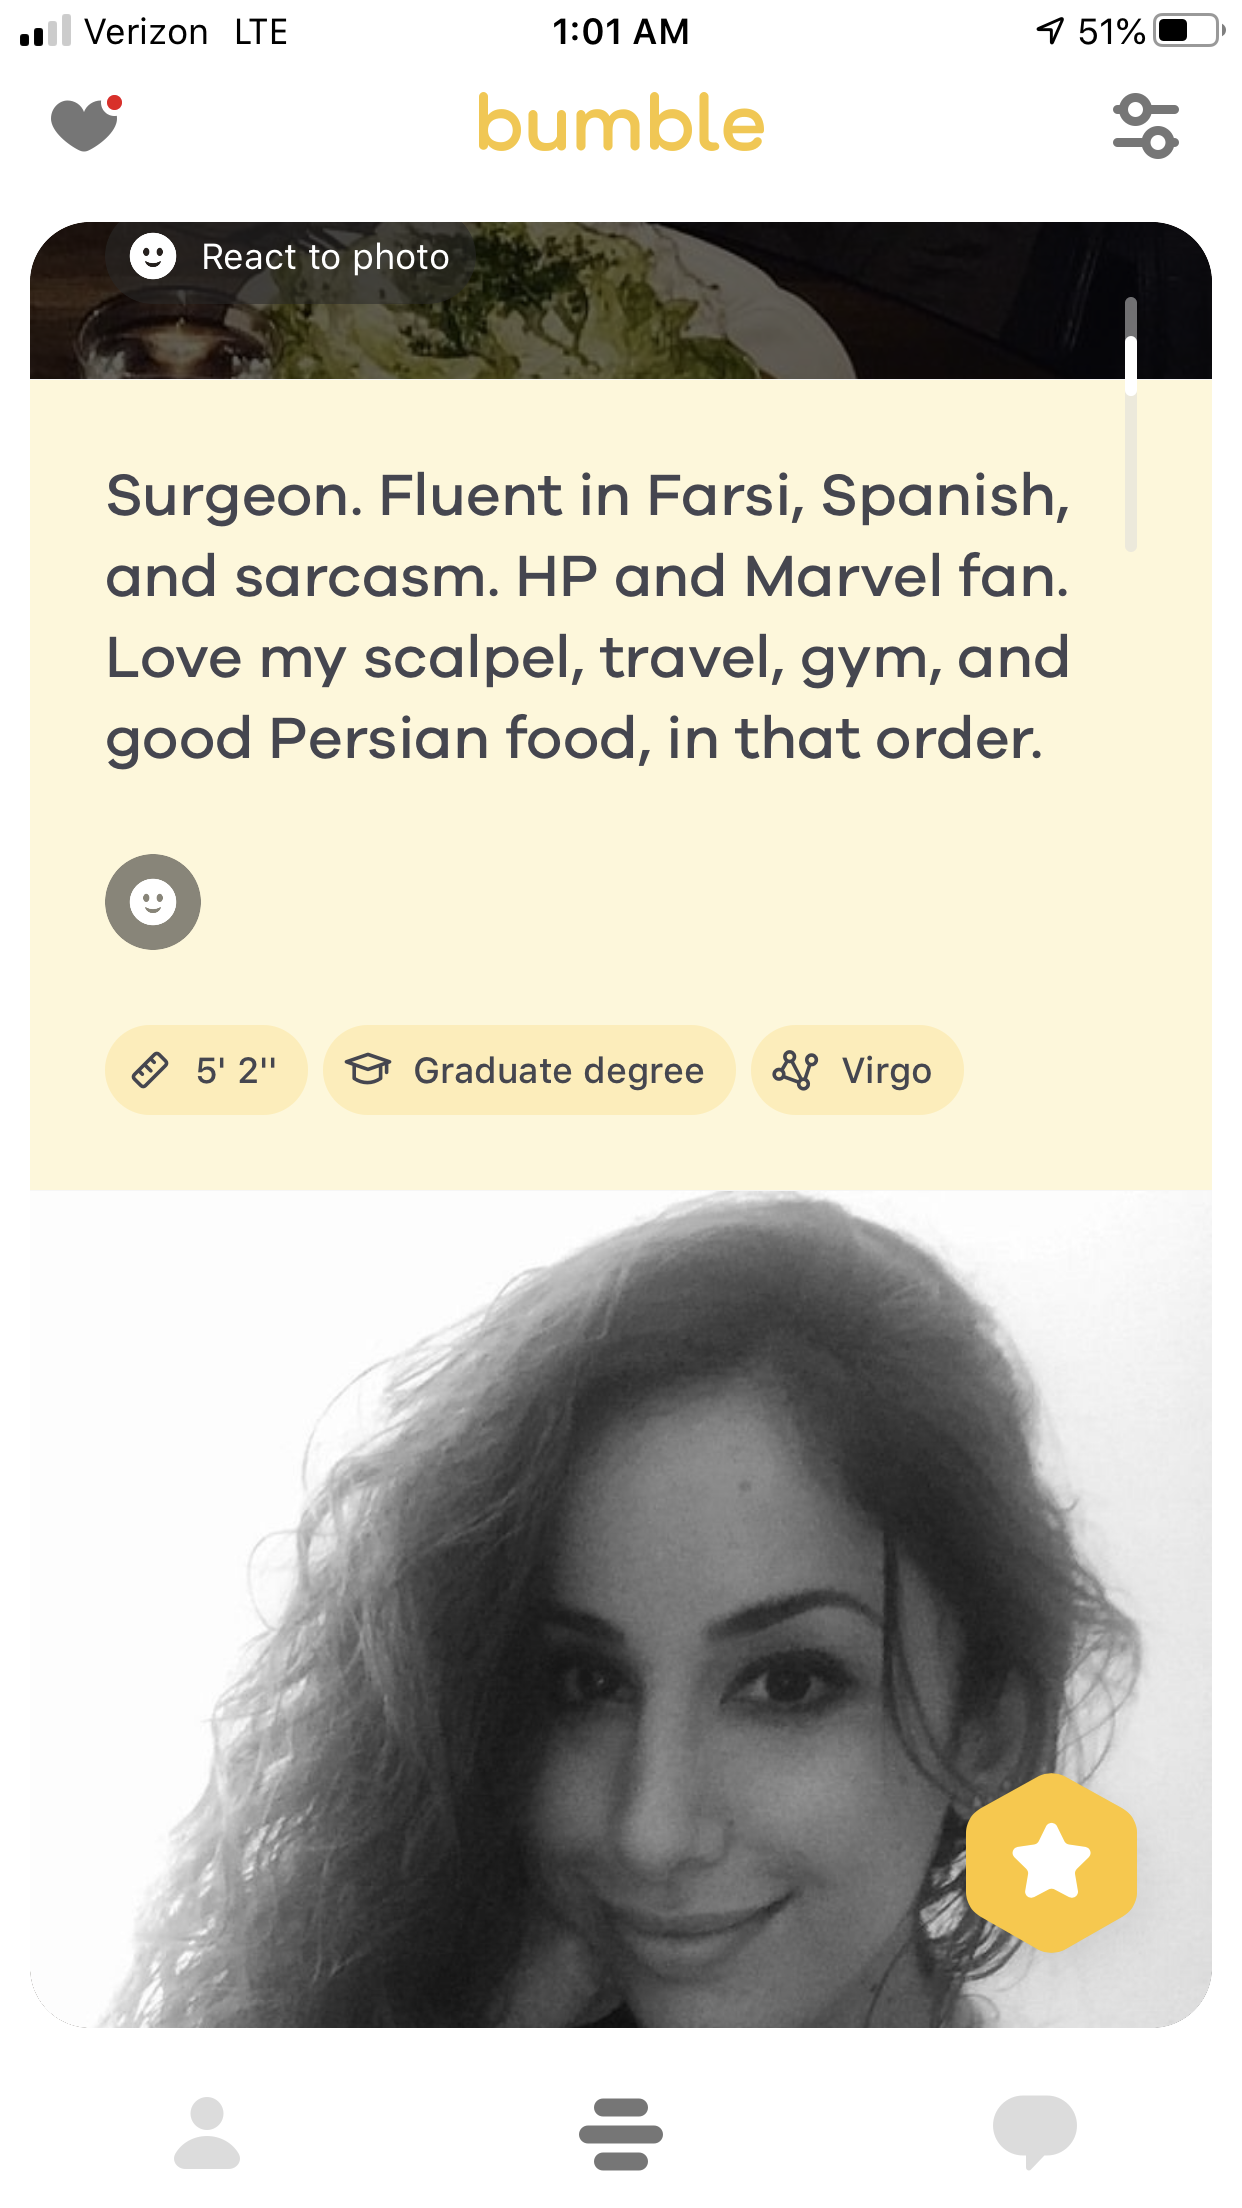 Verizon LTE 1:01 AM 51%
bumble
React to photo
Surgeon. Fluent in Farsi, Spanish,
and sarcasm. HP and Marvel fan.
Love my scalpel, travel, gym, and
good Persian food, in that order.
5' 2'' Graduate degree Virgo